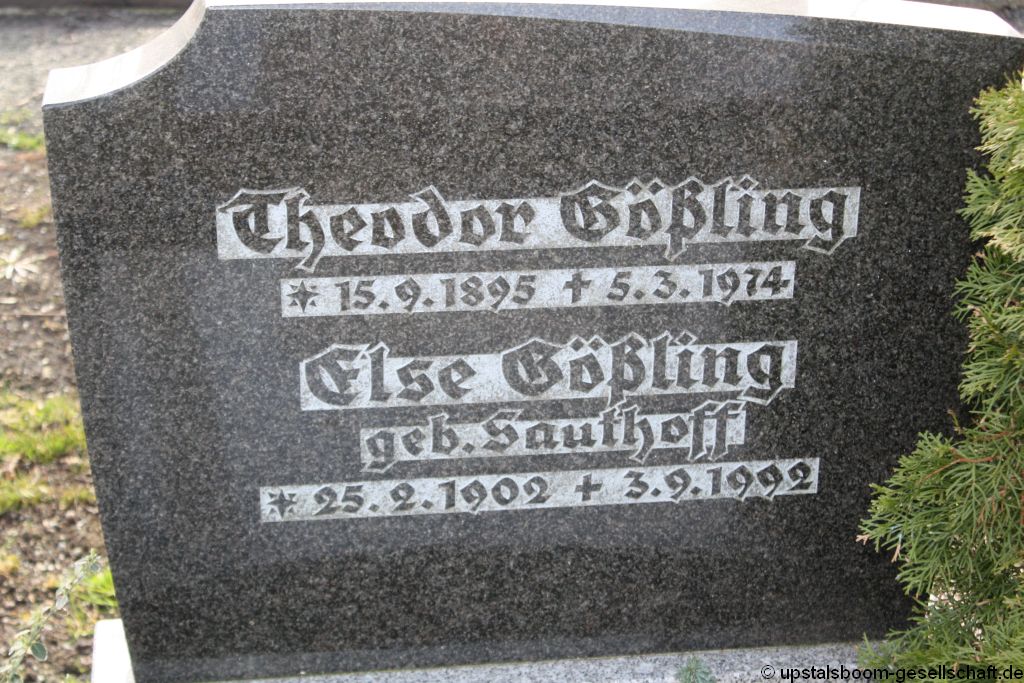 Theodor Gößling
* 15.9.1895 + 5.3.1974
Else Gößling
geb. Sauthoff
* 25.2.1902 + 3.9.1992
© upstalsboom-gesellschaft.de